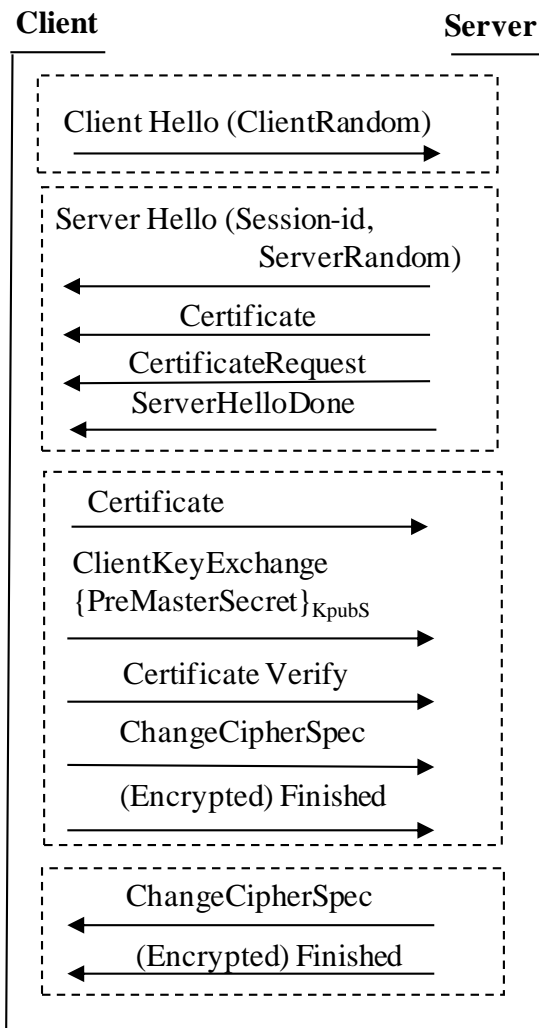 Client
Server
Client Hello (ClientRandom)
Server Hello (Session-id,
ServerRandom)
Certificate
CertificateRequest
ServerHelloDone
Certificate
ClientKeyExchange
{PreMasterSecret}KpubS
Certificate Verify
ChangeCipherSpec
(Encrypted) Finished
ChangeCipherSpec
(Encrypted) Finished